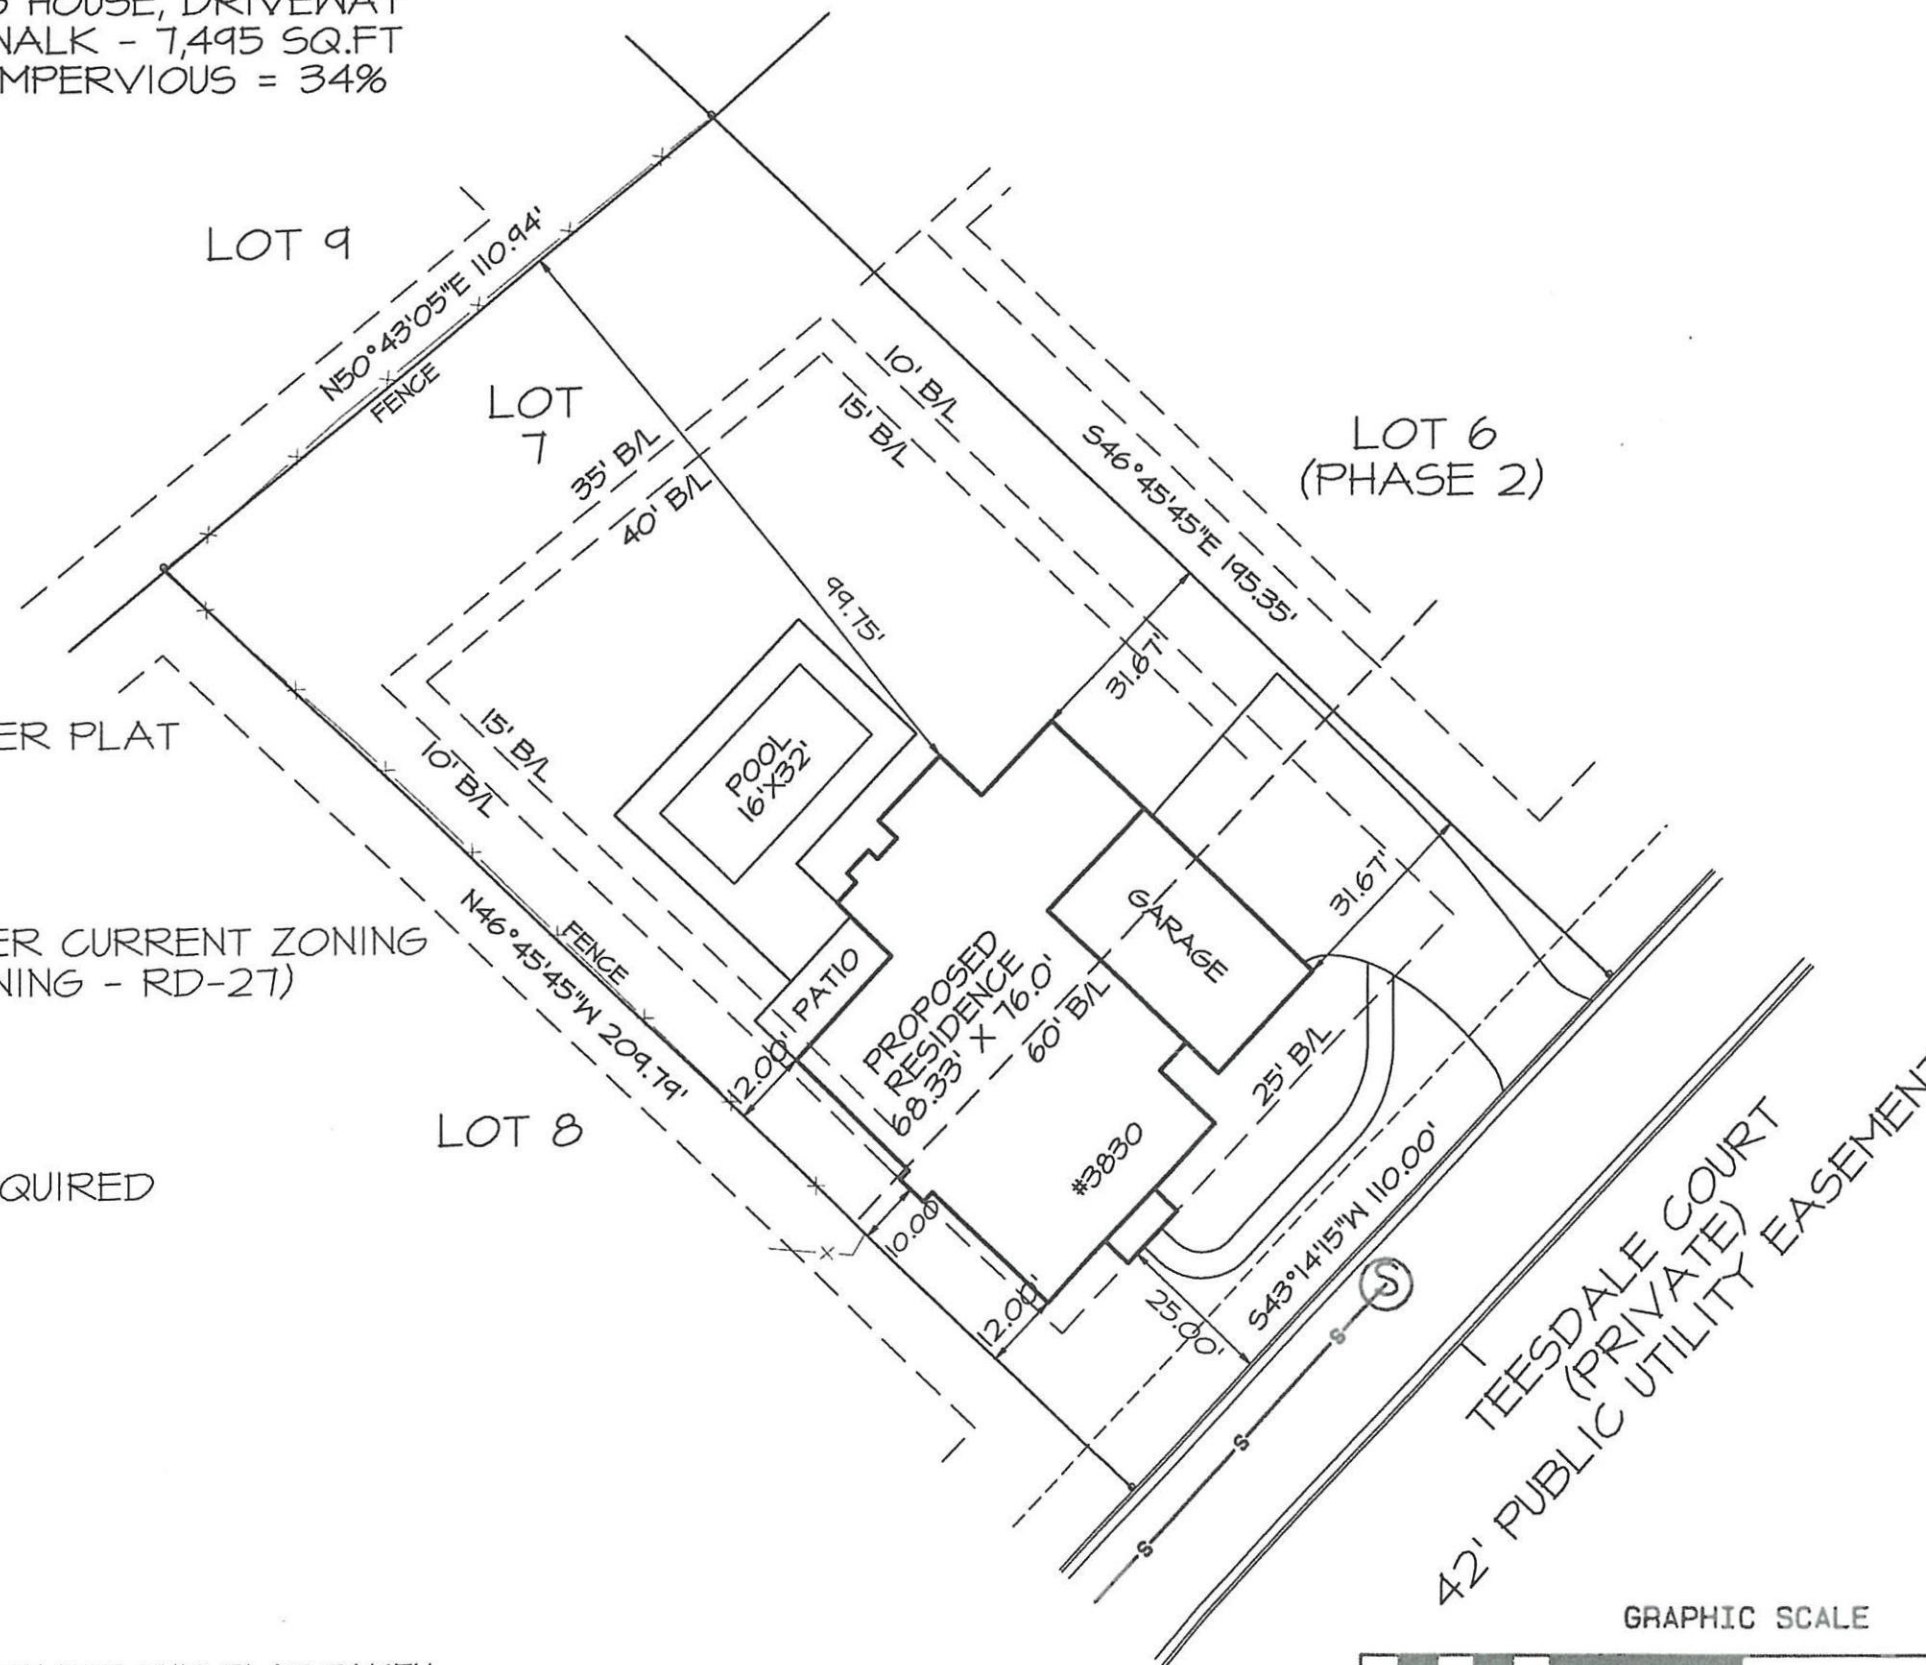 HOUSE, DRIVEWAY
WALK - 7,495 SQ.FT
IMPERVIOUS = 34%
LOT 9
N50°43'05"E 110.94'
FENCE
LOT
7
35' B/L
40' B/L
10' B/L
15' B/L
S46°45'45"E 195.35'
LOT 6
(PHASE 2)
99.75'
31.67'
ER PLAT
15' B/L
10' B/L
POOL
16'X32'
GARAGE
31.67'
ER CURRENT ZONING
NING - RD-27)
FENCE
N46°45'45"W 209.79'
PATIO
12.00'
PROPOSED
RESIDENCE
68.33' X 76.0'
60' B/L
25' B/L
LOT 8
#3830
QUIRED
10.00'
12.00'
25.00'
S43°14'15"W 110.00'
S
S
S
S
TEESDALE COURT
(PRIVATE)
42' PUBLIC UTILITY EASEMENT
GRAPHIC SCALE